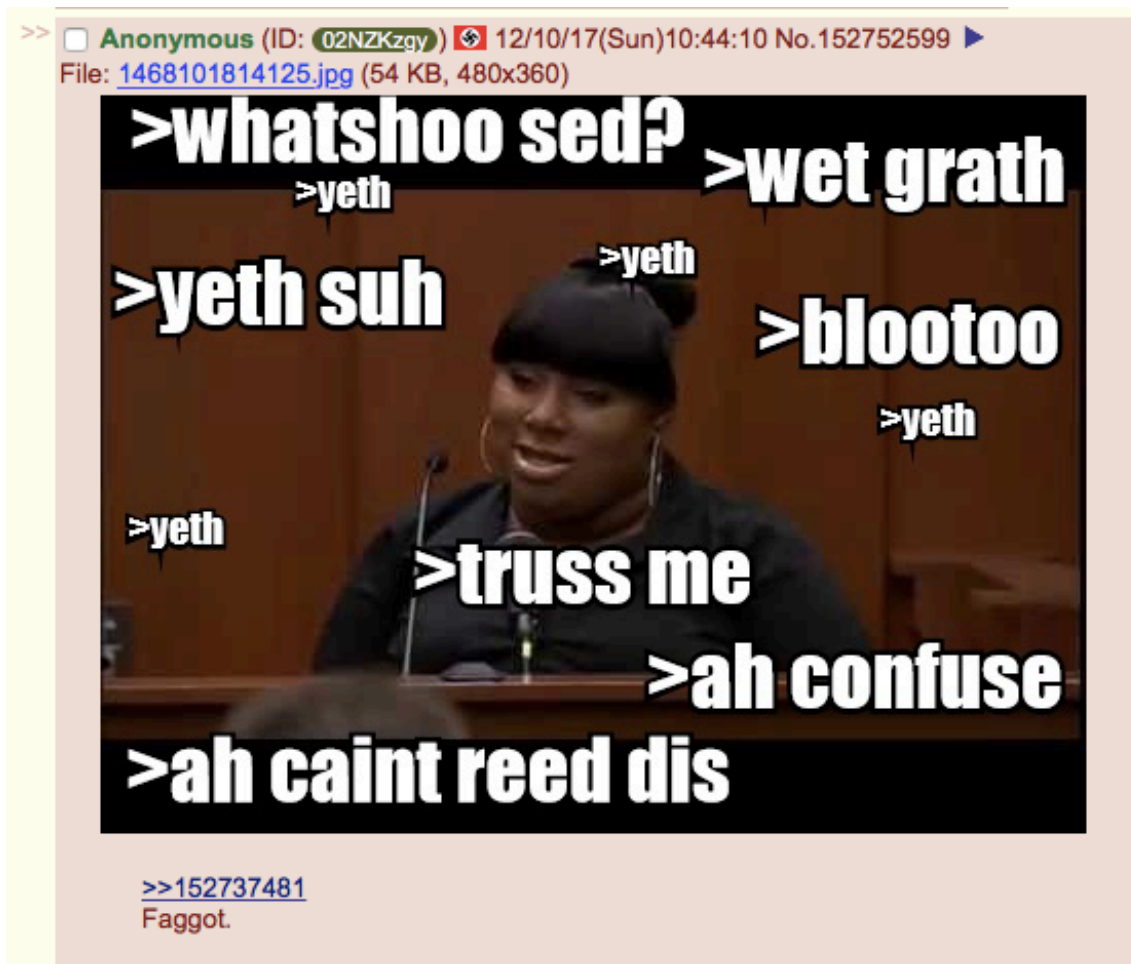 >> Anonymous (ID: 02NZKzgy) 12/10/17(Sun)10:44:10 No.152752599 ▶
File: 1468101814125.jpg (54 KB, 480x360)
>whatshoo sed?
>wet grath
>yeth
>yeth
>yeth suh
>blootoo
>yeth
>yeth
>truss me
>ah confuse
>ah caint reed dis
>>152737481
Faggot.